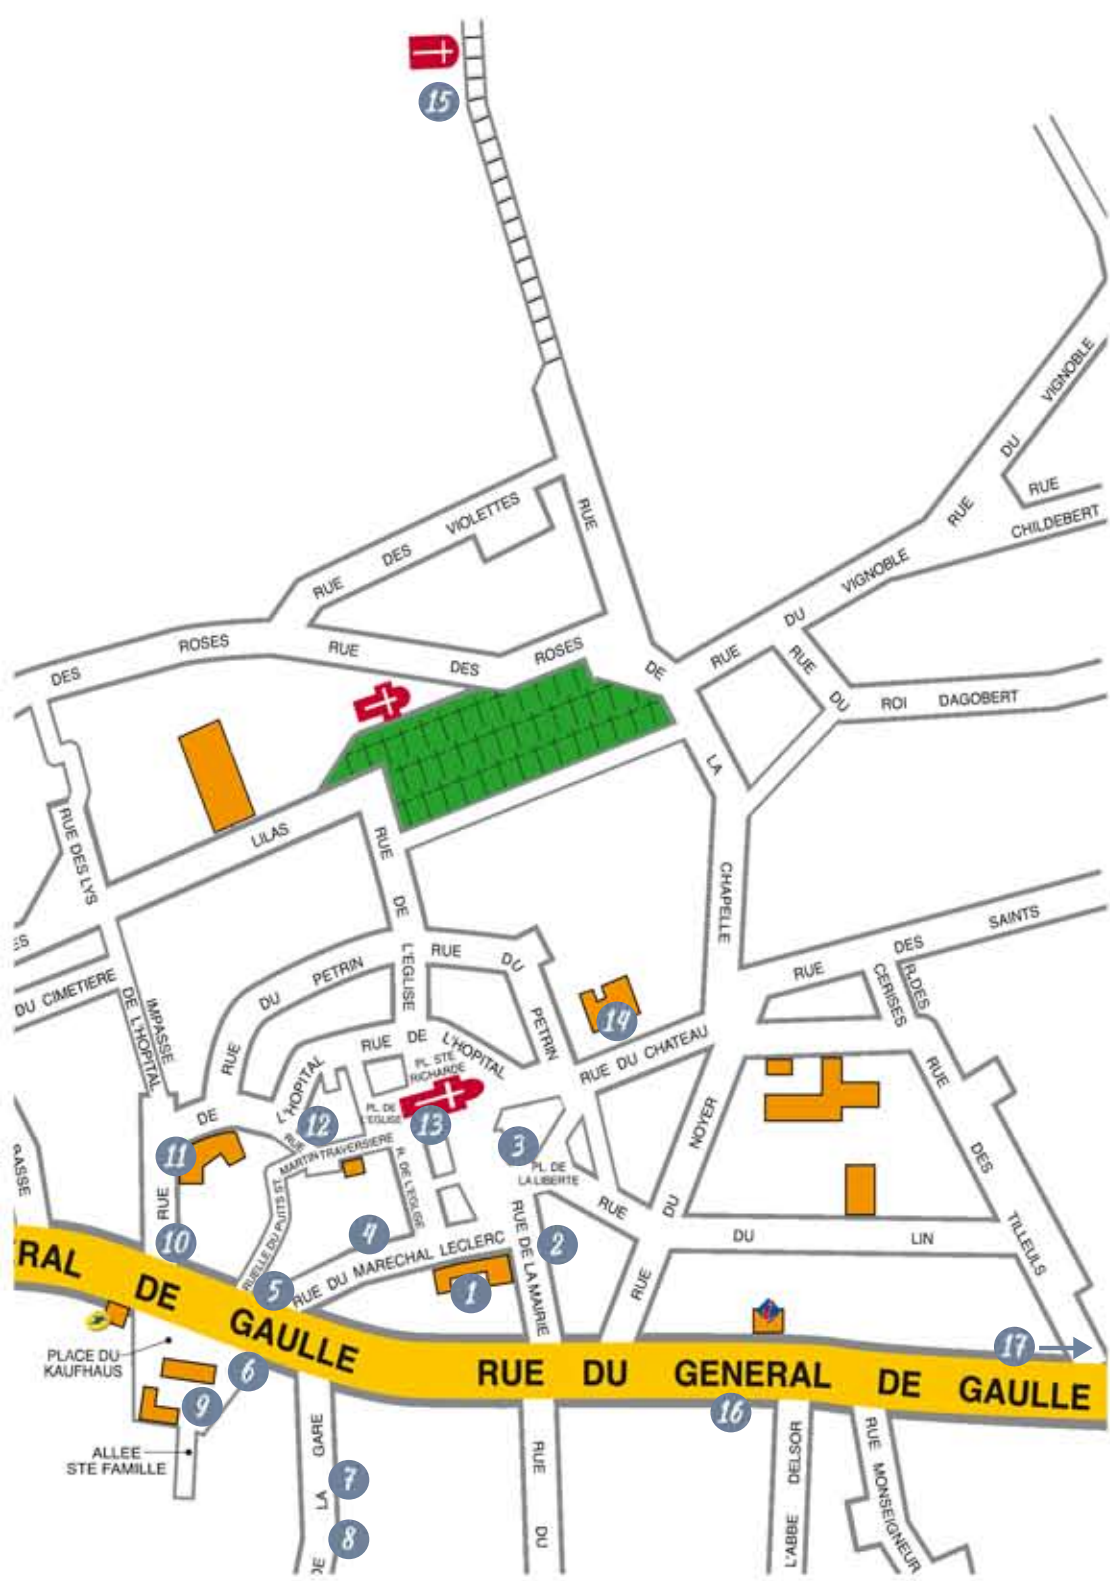 15
VIGNOBLE
DU
RUE
RUE
CHILDEBERT
VIOLETTES
DES
RUE
RUE
VIGNOBLE
DU
RUE
ROSES
DES
RUE
DES
ROSES
DE
RUE
DU
ROI DAGOBERT
LA
CHAPELLE
RUE DES LYS
LILAS
RUE
DE
L'EGLISE
RUE
DU
PETRIN
RUE
DU
PETRIN
ES
DU CIMETIERE
IMPASSE
DE L'HOPITAL
SAINTS
DES
RUE
R. DES
CERISES
14
RUE DU CHATEAU
RUE DE
L'HOPITAL
PL. STE
RICHARDE
L'HOPITAL
DE
RUE
PL. DE
L'EGLISE
12
13
3
PL. DE
LA LIBERTE
MARTIN TRAVERSIERE
RUELLE DU PUITS ST.
R. DE L'EGLISE
11
RUE
10
BASSE
NOYER
DU
RUE
RUE
DU
LIN
RUE
DES
TILLEULS
4
RUE DU MARECHAL LECLERC
RUE DE LA MAIRIE
2
5
1
RAL DE GAULLE RUE DU GENERAL DE GAULLE
i
17
PLACE DU
KAUFHAUS
6
9
16
ALLEE
STE FAMILLE
GARE
LA
DE
7
8
RUE
DU
DELSOR
L'ABBE
RUE MONSEIGNEUR